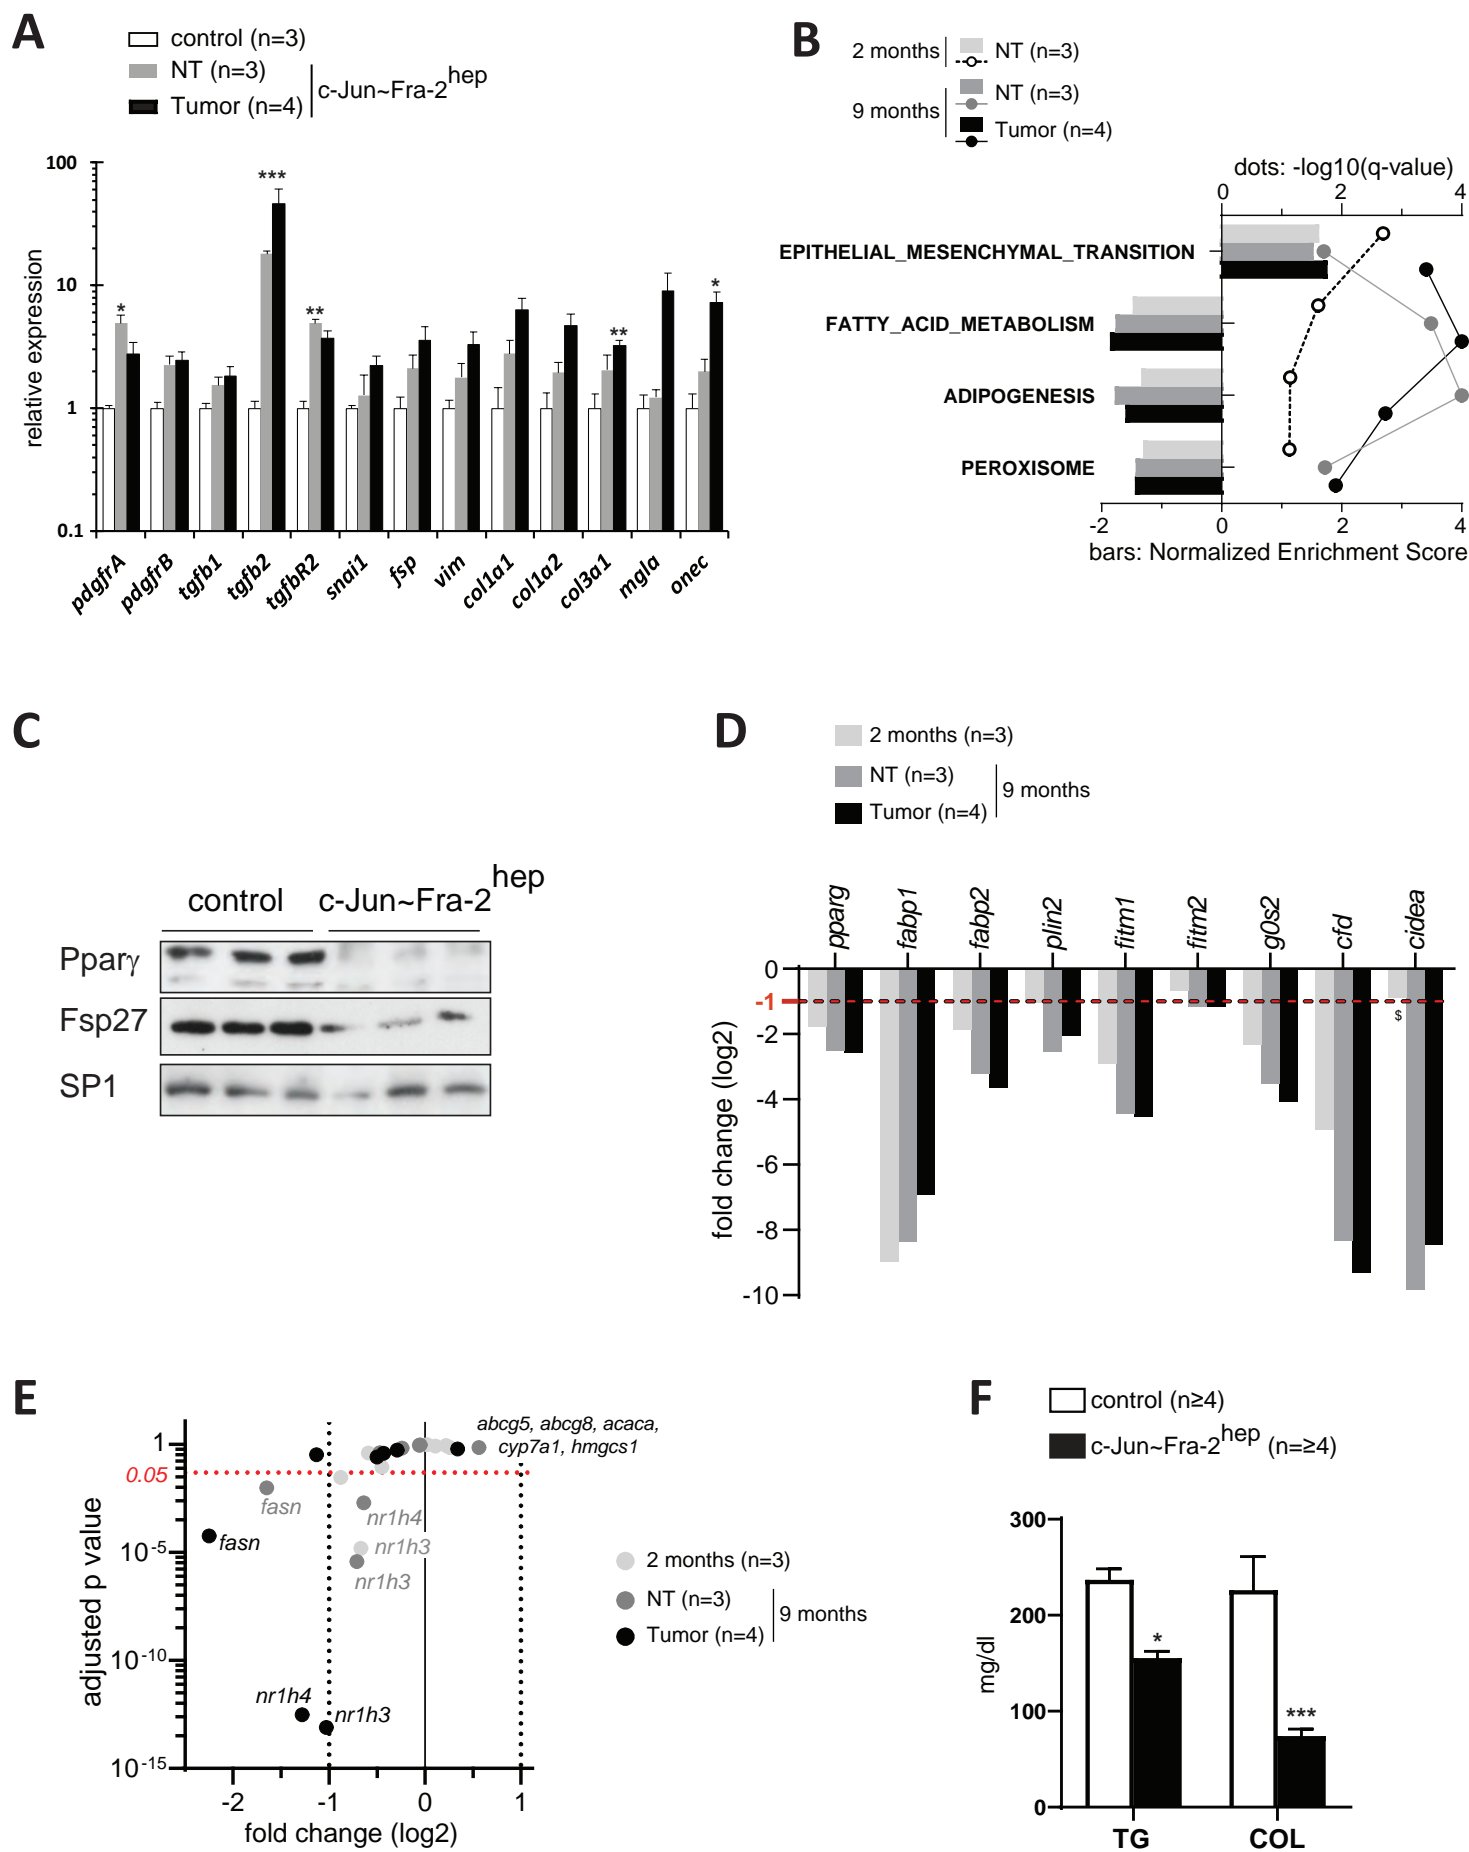 A
control (n=3)
NT (n=3)
Tumor (n=4)
c-Jun~Fra-2hep
relative expression
100
10
1
0.1
***
*
**
**
*
pdgfrA
pdgfrB
tgfb1
tgfb2
tgfbR2
snai1
fsp
vim
col1a1
col1a2
col3a1
mgla
onec
B
2 months
NT (n=3)
9 months
NT (n=3)
Tumor (n=4)
dots: -log10(q-value)
0 2 4
EPITHELIAL_MESENCHYMAL_TRANSITION
FATTY_ACID_METABOLISM
ADIPOGENESIS
PEROXISOME
-2 0 2 4
bars: Normalized Enrichment Score
C
control c-Jun~Fra-2hep
Pparγ
Fsp27
SP1
D
2 months (n=3)
NT (n=3)
Tumor (n=4)
9 months
pparg
fabp1
fabp2
plin2
fitm1
fitm2
g0s2
cfd
cidea
fold change (log2)
0
-1
-2
-4
-6
-8
-10
$
E
abcg5, abcg8, acaca,
cyp7a1, hmgcs1
adjusted p value
1
0.05
10-5
10-10
10-15
fasn
nr1h4
fasn
nr1h3
nr1h3
nr1h4
nr1h3
-2 -1 0 1
fold change (log2)
2 months (n=3)
NT (n=3)
Tumor (n=4)
9 months
F
control (n≥4)
c-Jun~Fra-2hep (n=≥4)
mg/dl
300
200
100
0
*
***
TG COL